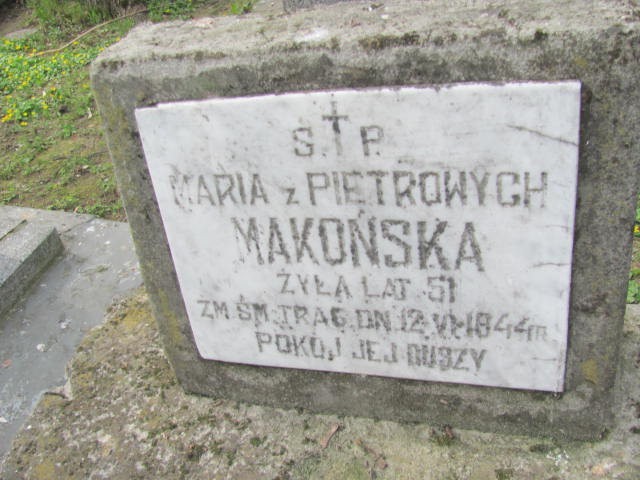 Ś. † P.
MARIA z PIETROWYCH
MAKOŃSKA
ŻYŁA LAT 51
ZM. ŚM. TRAG. DN. 12.VI.1844 R.
POKÓJ JEJ DUSZY